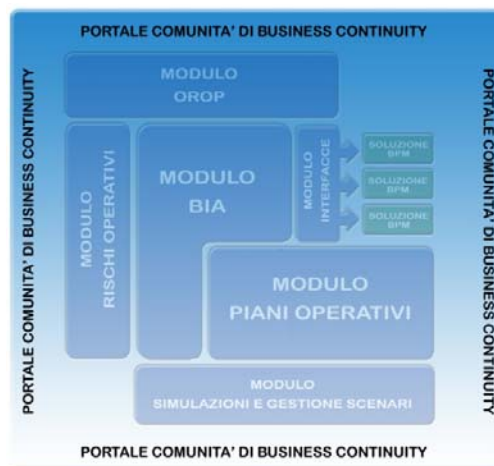 PORTALE COMUNITA' DI BUSINESS CONTINUITY
PORTALE COMUNITA' DI BUSINESS CONTINUITY
PORTALE COMUNITA' DI BUSINESS CONTINUITY
MODULO
OROP
MODULO
RISCHI OPERATIVI
MODULO
BIA
MODULO
INTERFACCE
SOLUZIONE
BPM
SOLUZIONE
BPM
SOLUZIONE
BPM
MODULO
PIANI OPERATIVI
MODULO
SIMULAZIONI E GESTIONE SCENARI
PORTALE COMUNITA' DI BUSINESS CONTINUITY